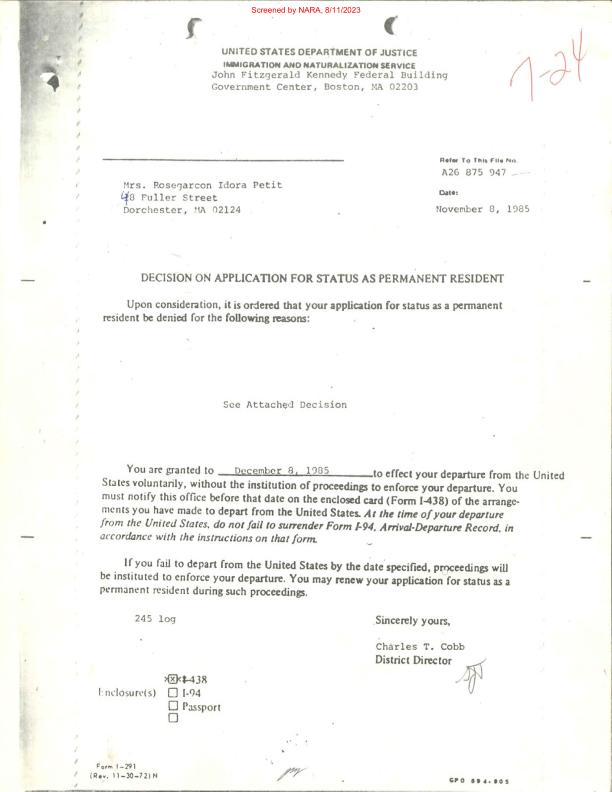 Screened by NARA, 8/11/2023
7-24
UNITED STATES DEPARTMENT OF JUSTICE
IMMIGRATION AND NATURALIZATION SERVICE
John Fitzgerald Kennedy Federal Building
Government Center, Boston, MA 02203
Refer To This File No.
A26 875 947
Date:
November 8, 1985
Mrs. Rosegarcon Idora Petit
48 Fuller Street
Dorchester, MA 02124
DECISION ON APPLICATION FOR STATUS AS PERMANENT RESIDENT
Upon consideration, it is ordered that your application for status as a permanent
resident be denied for the following reasons:
See Attached Decision
You are granted to December 8, 1985 to effect your departure from the United
States voluntarily, without the institution of proceedings to enforce your departure. You
must notify this office before that date on the enclosed card (Form I-438) of the arrange-
ments you have made to depart from the United States. At the time of your departure
from the United States, do not fail to surrender Form I-94, Arrival-Departure Record, in
accordance with the instructions on that form.
If you fail to depart from the United States by the date specified, proceedings will
be instituted to enforce your departure. You may renew your application for status as a
permanent resident during such proceedings.
245 log
Sincerely yours,
Charles T. Cobb
District Director
Enclosure(s)
I-438
I-94
Passport
Form I-291
(Rev. 11-30-72) N
GPO 894-805